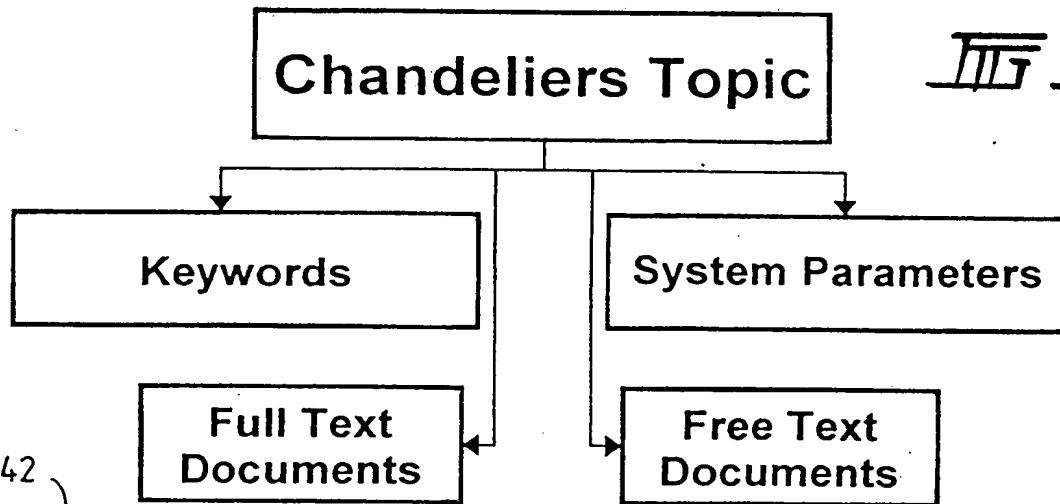 Chandeliers Topic
Keywords
System Parameters
Full Text
Documents
Free Text
Documents
42